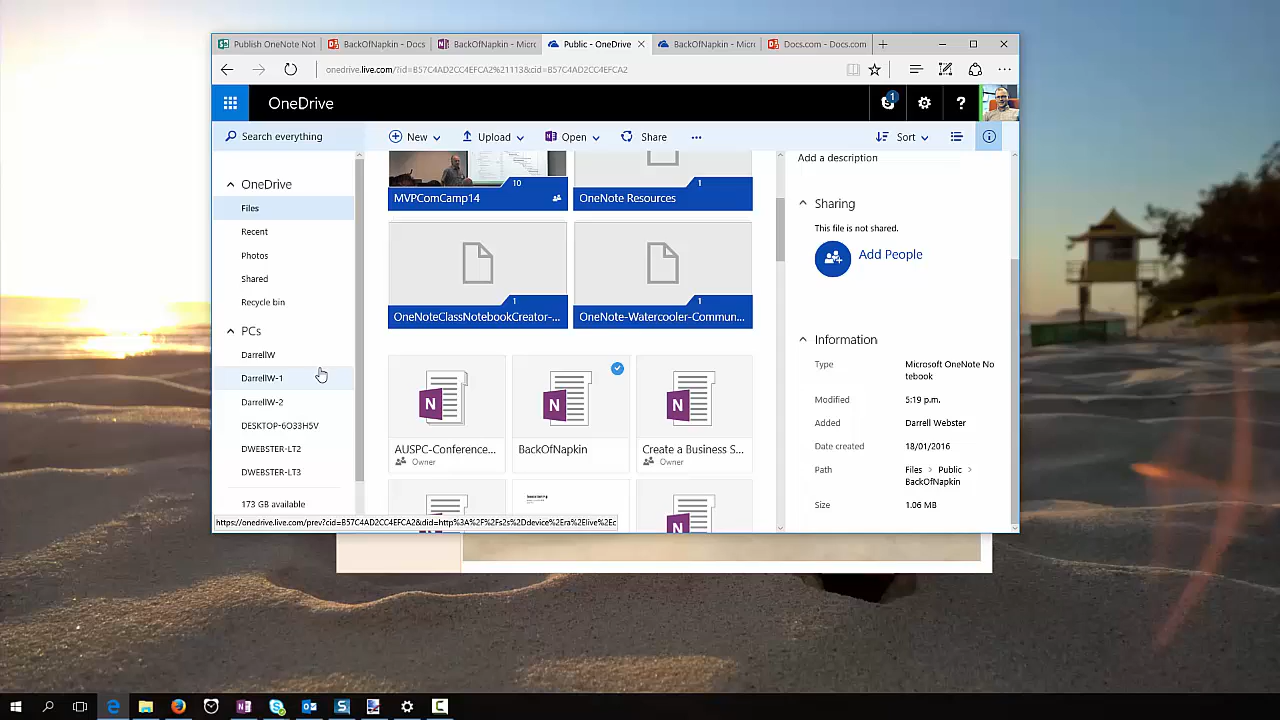 Publish OneNote Not
BackOfNapkin - Docs
BackOfNapkin - Micro
Public - OneDrive
BackOfNapkin - Micro
Docs.com - Docs.com
onedrive.live.com/?id=B57C4AD2CC4EFCA2%21113&cid=B57C4AD2CC4EFCA2
OneDrive
1
?
Search everything
New
Upload
Open
Share
Sort
OneDrive
Files
Recent
Photos
Shared
Recycle bin
PCs
DarrellW
DarrellW-1
DarrellW-2
DESKTOP-6O33H5V
DWEBSTER-LT2
DWEBSTER-LT3
173 GB available
10
MVPComCamp14
1
OneNote Resources
1
OneNoteClassNotebookCreator-...
1
OneNote-Watercooler-Commun...
N
AUSPC-Conference...
Owner
N
BackOfNapkin
N
Create a Business S...
Owner
Add a description
Sharing
This file is not shared.
Add People
Information
Type
Microsoft OneNote No
tebook
Modified
5:19 p.m.
Added
Darrell Webster
Date created
18/01/2016
Path
Files > Public >
BackOfNapkin
Size
1.06 MB
https://onedrive.live.com/prev?cid=B57C4AD2CC4EFCA2&did=http%3A%2F%2Fs2s%2Ddevice%2Era%2Elive%2Ec